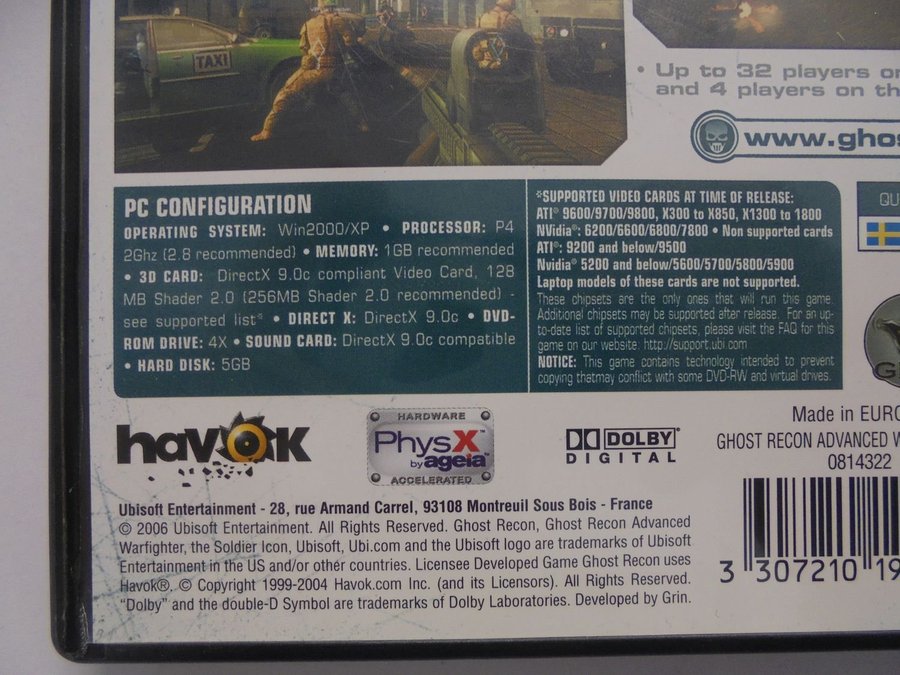 TAXI
• Up to 32 players on
and 4 players on th
www.ghos
PC CONFIGURATION
OPERATING SYSTEM: Win2000/XP • PROCESSOR: P4
2Ghz (2.8 recommended) • MEMORY: 1GB recommended
• 3D CARD: DirectX 9.0c compliant Video Card, 128
MB Shader 2.0 (256MB Shader 2.0 recommended) -
see supported list* • DIRECT X: DirectX 9.0c • DVD-
ROM DRIVE: 4X • SOUND CARD: DirectX 9.0c compatible
• HARD DISK: 5GB
*SUPPORTED VIDEO CARDS AT TIME OF RELEASE:
ATI® 9600/9700/9800, X300 to X850, X1300 to 1800
NVidia®: 6200/6600/6800/7800 • Non supported cards
ATI®: 9200 and below/9500
Nvidia® 5200 and below/5600/5700/5800/5900
Laptop models of these cards are not supported.
These chipsets are the only ones that will run this game.
Additional chipsets may be supported after release. For an up-
to-date list of supported chipsets, please visit the FAQ for this
game on our website: http://support.ubi.com
NOTICE: This game contains technology intended to prevent
copying thatmay conflict with some DVD-RW and virtual drives.
QU
G
havok
HARDWARE
PhysX™
by ageia™
ACCELERATED
DOLBY®
DIGITAL
Made in EURO
GHOST RECON ADVANCED W
0814322
3 307210 19
Ubisoft Entertainment - 28, rue Armand Carrel, 93108 Montreuil Sous Bois - France
© 2006 Ubisoft Entertainment. All Rights Reserved. Ghost Recon, Ghost Recon Advanced
Warfighter, the Soldier Icon, Ubisoft, Ubi.com and the Ubisoft logo are trademarks of Ubisoft
Entertainment in the US and/or other countries. Licensee Developed Game Ghost Recon uses
Havok®. © Copyright 1999-2004 Havok.com Inc. (and its Licensors). All Rights Reserved.
"Dolby" and the double-D Symbol are trademarks of Dolby Laboratories. Developed by Grin.